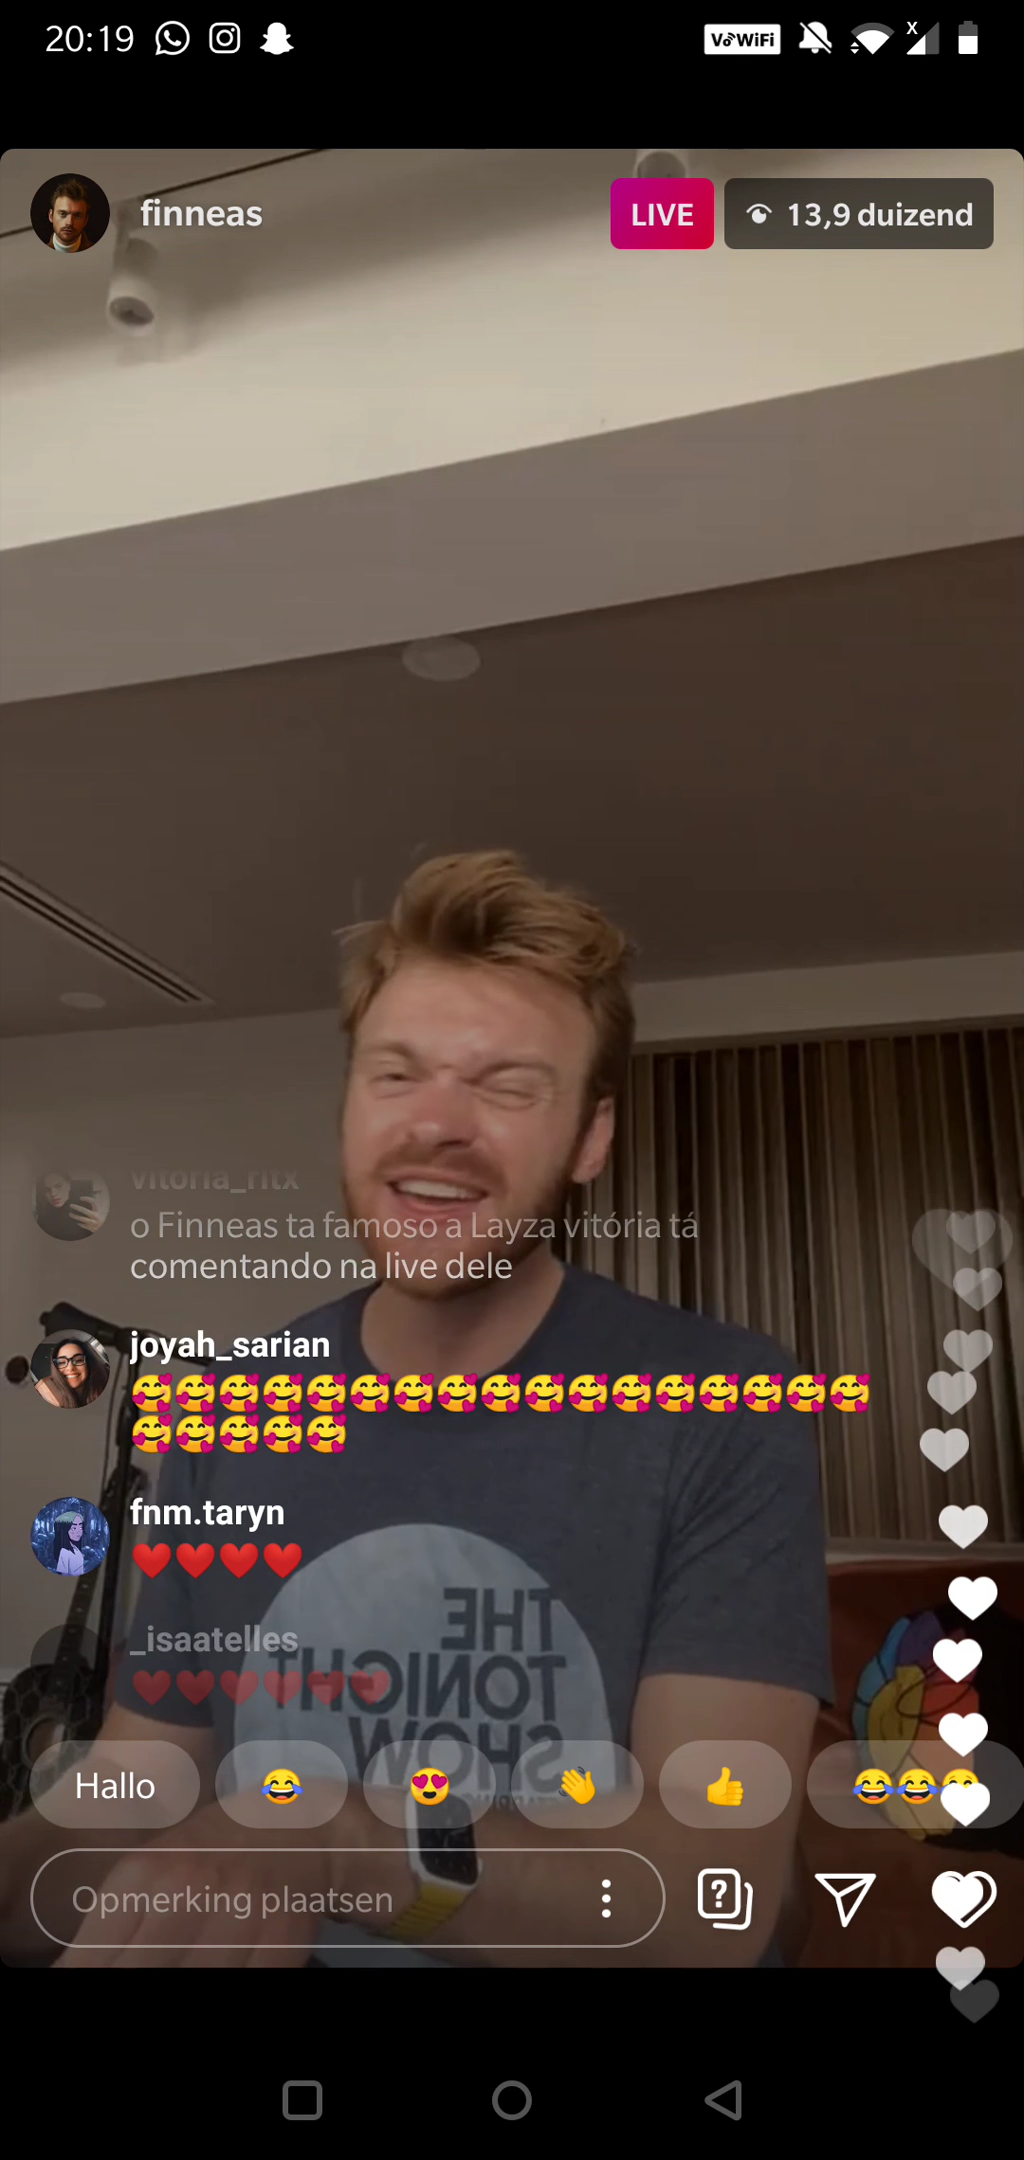 20:19
VoWiFi
X
finneas
LIVE
13,9 duizend
vitoria_ritx
o Finneas ta famoso a Layza vitória tá
comentando na live dele
joyah_sarian
🥰🥰🥰🥰🥰🥰🥰🥰🥰🥰🥰🥰🥰🥰🥰🥰🥰
🥰🥰🥰🥰🥰
fnm.taryn
❤️❤️❤️❤️
_isaatelles
❤️❤️❤️❤️❤️❤️
THE
TONIGHT
SHOW
Hallo 😂 😍 👋 👍 😂😂😂
Opmerking plaatsen
?